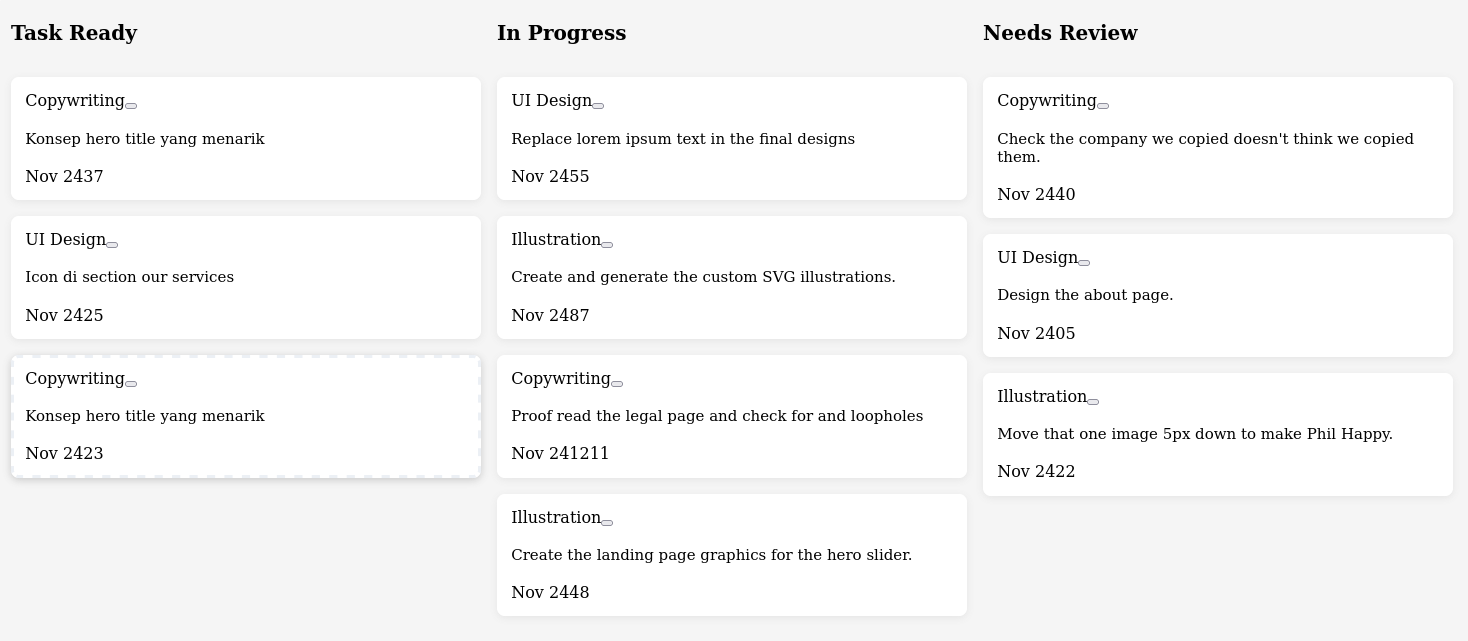 Task Ready
Copywriting
Konsep hero title yang menarik
Nov 2437
UI Design
Icon di section our services
Nov 2425
Copywriting
Konsep hero title yang menarik
Nov 2423
In Progress
UI Design
Replace lorem ipsum text in the final designs
Nov 2455
Illustration
Create and generate the custom SVG illustrations.
Nov 2487
Copywriting
Proof read the legal page and check for and loopholes
Nov 241211
Illustration
Create the landing page graphics for the hero slider.
Nov 2448
Needs Review
Copywriting
Check the company we copied doesn't think we copied
them.
Nov 2440
UI Design
Design the about page.
Nov 2405
Illustration
Move that one image 5px down to make Phil Happy.
Nov 2422